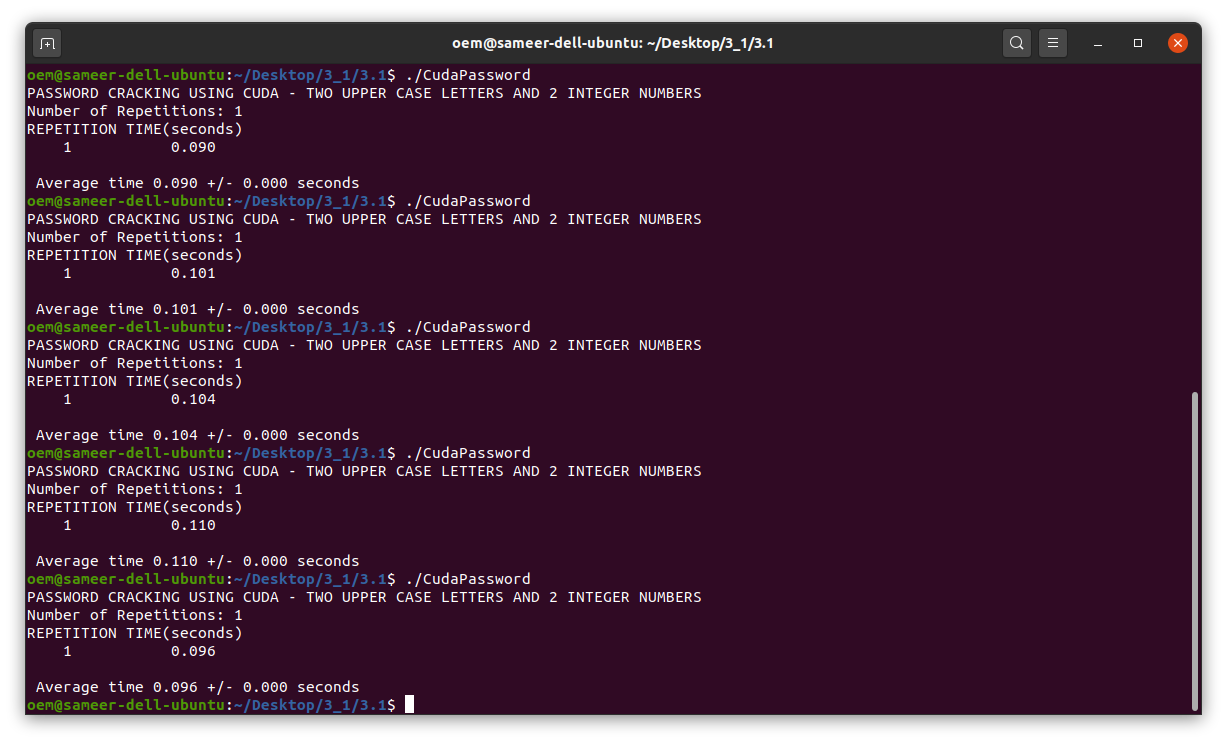 oem@sameer-dell-ubuntu: ~/Desktop/3_1/3.1
oem@sameer-dell-ubuntu:~/Desktop/3_1/3.1$ ./CudaPassword
PASSWORD CRACKING USING CUDA - TWO UPPER CASE LETTERS AND 2 INTEGER NUMBERS
Number of Repetitions: 1
REPETITION TIME(seconds)
1 0.090
Average time 0.090 +/- 0.000 seconds
oem@sameer-dell-ubuntu:~/Desktop/3_1/3.1$ ./CudaPassword
PASSWORD CRACKING USING CUDA - TWO UPPER CASE LETTERS AND 2 INTEGER NUMBERS
Number of Repetitions: 1
REPETITION TIME(seconds)
1 0.101
Average time 0.101 +/- 0.000 seconds
oem@sameer-dell-ubuntu:~/Desktop/3_1/3.1$ ./CudaPassword
PASSWORD CRACKING USING CUDA - TWO UPPER CASE LETTERS AND 2 INTEGER NUMBERS
Number of Repetitions: 1
REPETITION TIME(seconds)
1 0.104
Average time 0.104 +/- 0.000 seconds
oem@sameer-dell-ubuntu:~/Desktop/3_1/3.1$ ./CudaPassword
PASSWORD CRACKING USING CUDA - TWO UPPER CASE LETTERS AND 2 INTEGER NUMBERS
Number of Repetitions: 1
REPETITION TIME(seconds)
1 0.110
Average time 0.110 +/- 0.000 seconds
oem@sameer-dell-ubuntu:~/Desktop/3_1/3.1$ ./CudaPassword
PASSWORD CRACKING USING CUDA - TWO UPPER CASE LETTERS AND 2 INTEGER NUMBERS
Number of Repetitions: 1
REPETITION TIME(seconds)
1 0.096
Average time 0.096 +/- 0.000 seconds
oem@sameer-dell-ubuntu:~/Desktop/3_1/3.1$